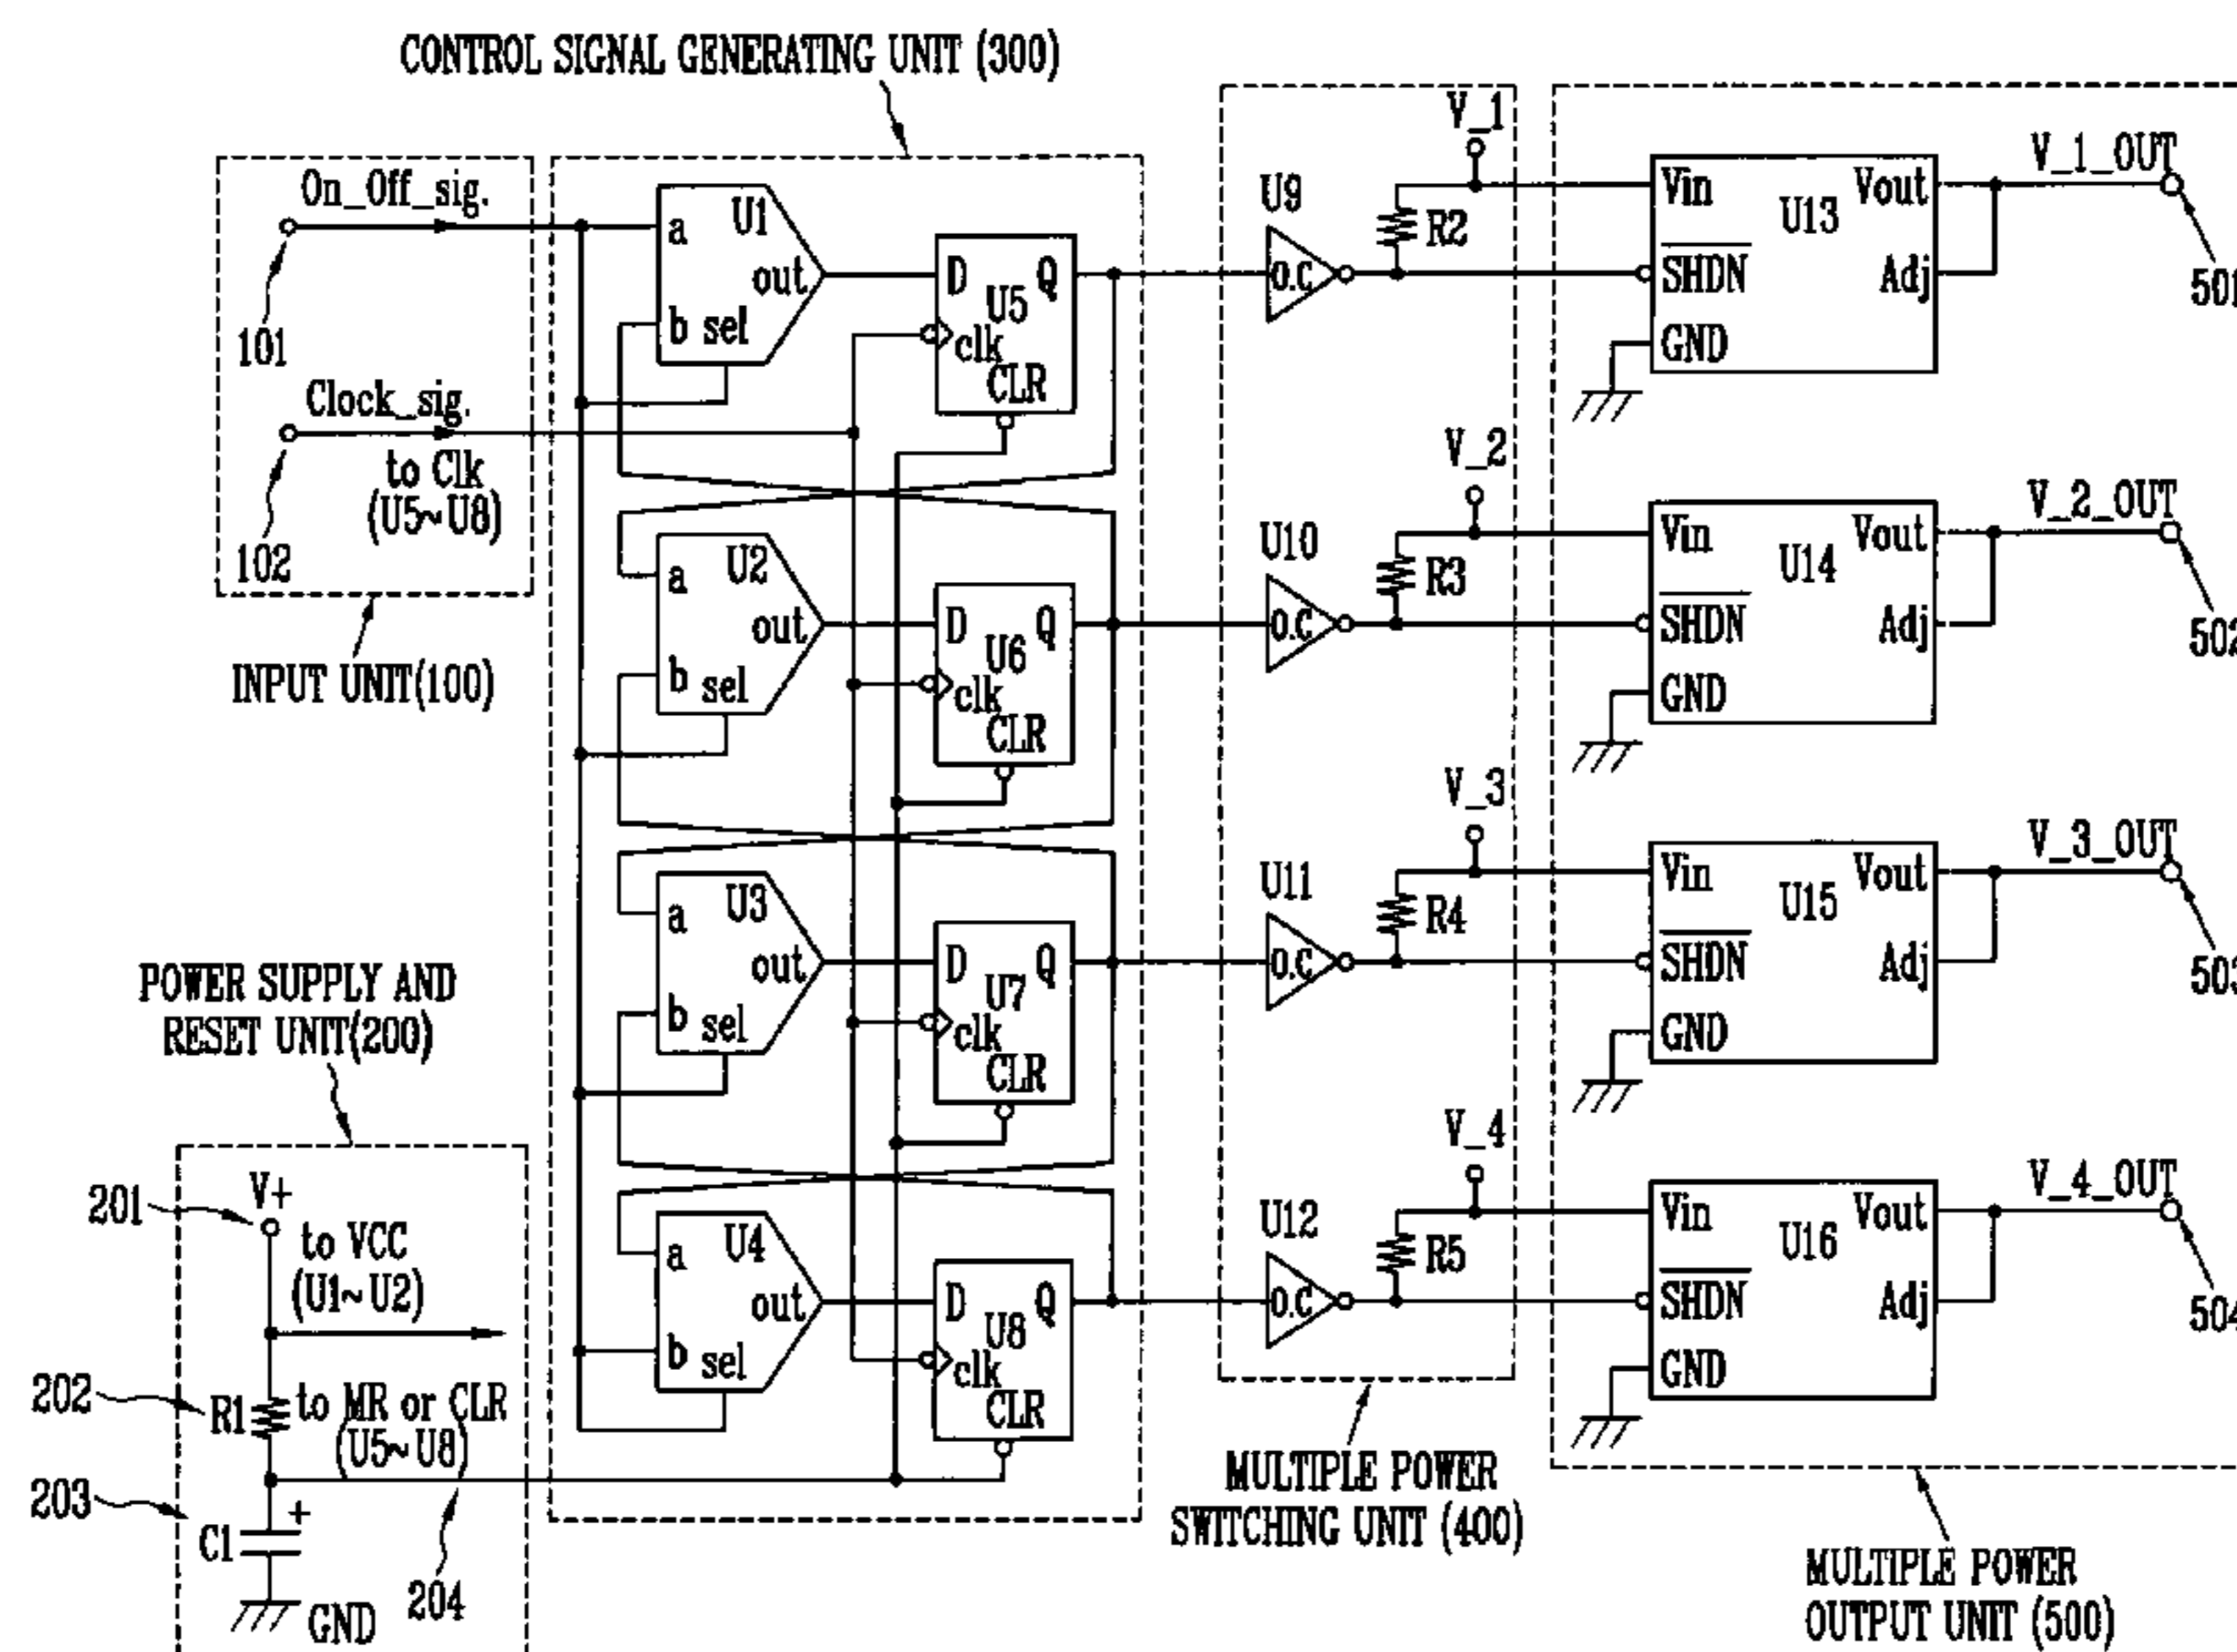 CONTROL SIGNAL GENERATING UNIT (300)
On_Off_sig.
101
Clock_sig.
to Clk
(U5~U8)
102
INPUT UNIT(100)
POWER SUPPLY AND
RESET UNIT(200)
201
V+
to VCC
(U1~U2)
202
R1
to MR or CLR
(U5~U8)
203
C1
+
GND
204
a
U1
out
b sel
D
Q
U5
clk
CLR
a
U2
out
b sel
D
Q
U6
clk
CLR
a
U3
out
b sel
D
Q
U7
clk
CLR
a
U4
out
b sel
D
Q
U8
clk
CLR
U9
O.C
V_1
R2
U10
O.C
V_2
R3
U11
O.C
V_3
R4
U12
O.C
V_4
R5
MULTIPLE POWER
SWITCHING UNIT (400)
Vin
Vout
U13
SHDN
Adj
GND
V_1_OUT
501
Vin
Vout
U14
SHDN
Adj
GND
V_2_OUT
502
Vin
Vout
U15
SHDN
Adj
GND
V_3_OUT
503
Vin
Vout
U16
SHDN
Adj
GND
V_4_OUT
504
MULTIPLE POWER
OUTPUT UNIT (500)